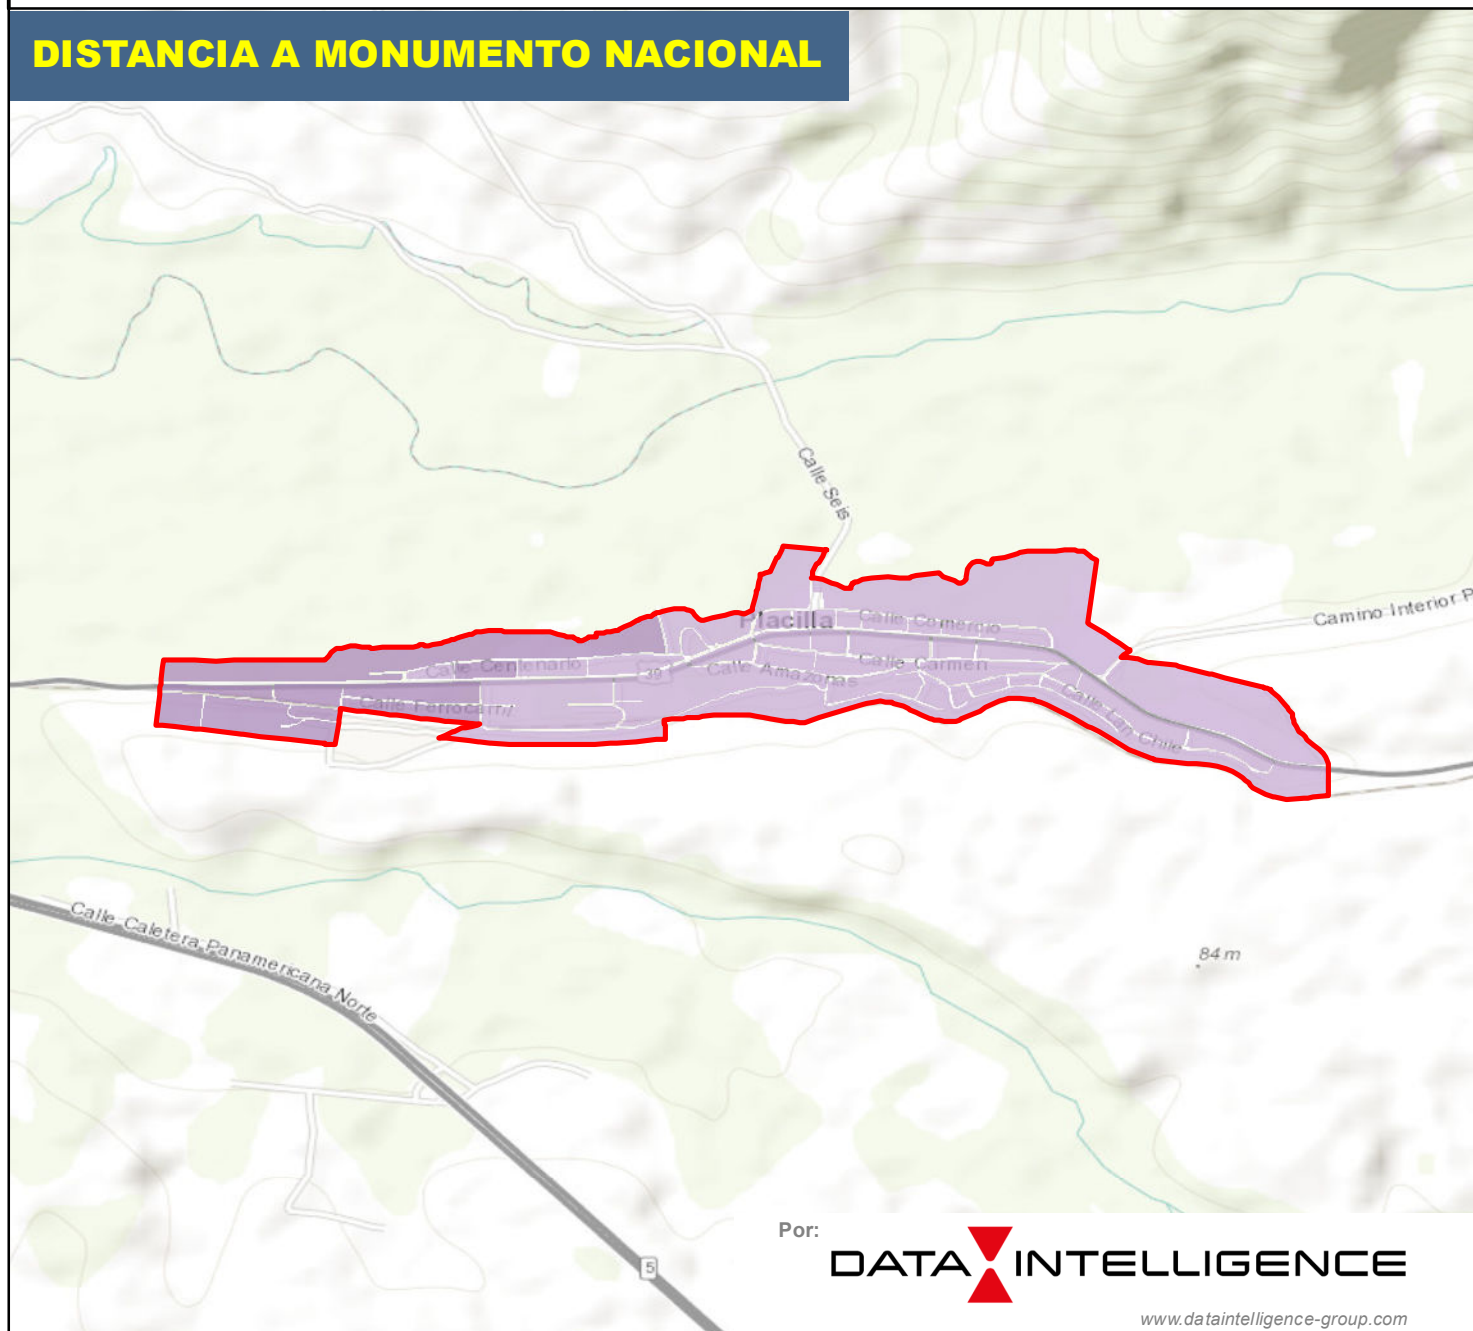 DISTANCIA A MONUMENTO NACIONAL
Calle Seis
Placilla
Calle Comercio
Camino Interior P
Calle Centenario
39
Calle Amazonas
Calle Carmen
Calle Ferrocarril
Calle Chile
Calle Caletera Panamericana Norte
84 m
5
Por:
DATA INTELLIGENCE
www.dataintelligence-group.com